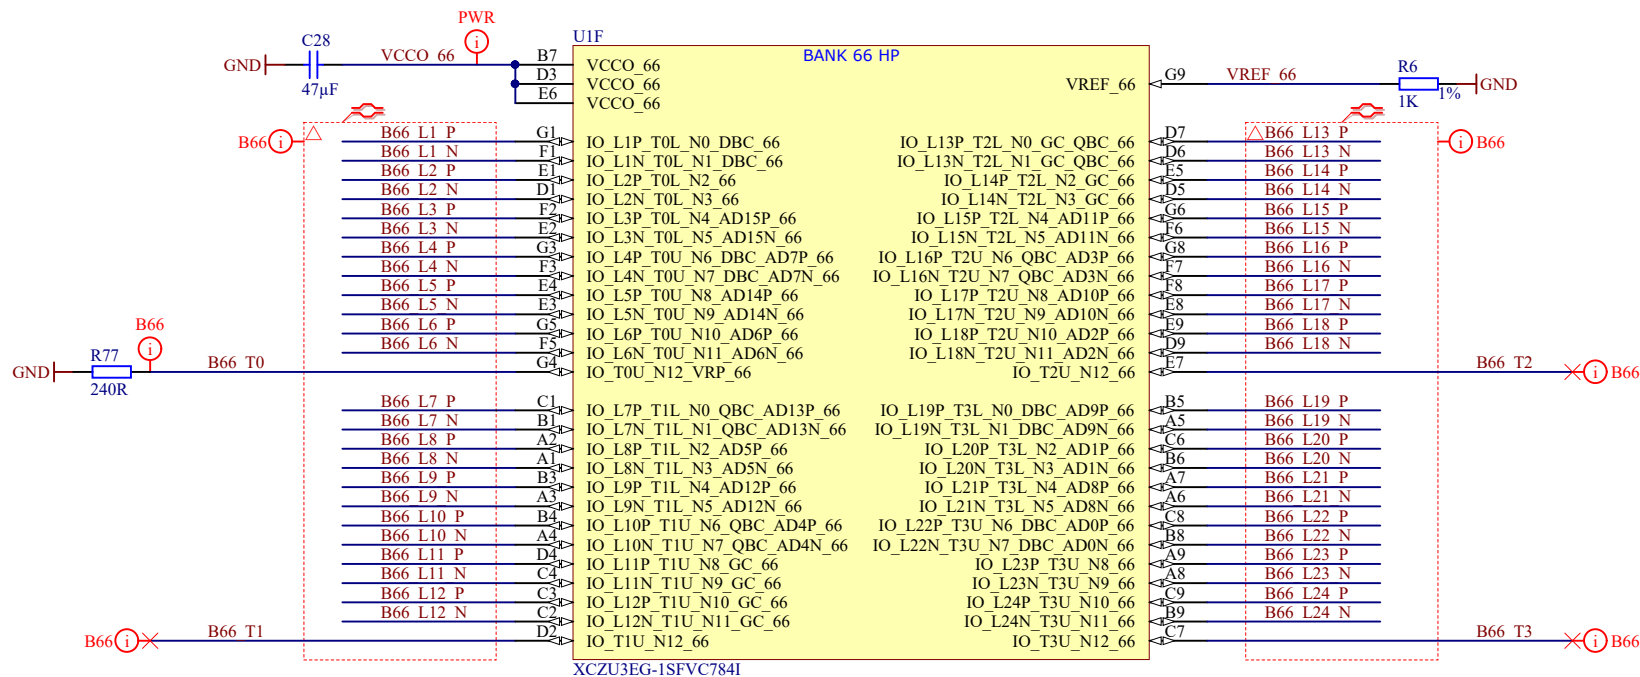 PWR
C28
U1F
GND
VCCO_66
B7
VCCO_66
BANK 66 HP
47µF
D3
VCCO_66
E6
VCCO_66
VREF_66
G9
VREF_66
R6
1K
1%
GND
B66
B66_L1_P G1 IO_L1P_T0L_N0_DBC_66
B66_L1_N F1 IO_L1N_T0L_N1_DBC_66
B66_L2_P E1 IO_L2P_T0L_N2_66
B66_L2_N D1 IO_L2N_T0L_N3_66
B66_L3_P F2 IO_L3P_T0L_N4_AD15P_66
B66_L3_N E2 IO_L3N_T0L_N5_AD15N_66
B66_L4_P G3 IO_L4P_T0U_N6_DBC_AD7P_66
B66_L4_N F3 IO_L4N_T0U_N7_DBC_AD7N_66
B66_L5_P E4 IO_L5P_T0U_N8_AD14P_66
B66_L5_N E3 IO_L5N_T0U_N9_AD14N_66
B66_L6_P G5 IO_L6P_T0U_N10_AD6P_66
B66_L6_N F5 IO_L6N_T0U_N11_AD6N_66
B66
R77
GND
240R
B66_T0 G4 IO_T0U_N12_VRP_66
B66_L7_P C1 IO_L7P_T1L_N0_QBC_AD13P_66
B66_L7_N B1 IO_L7N_T1L_N1_QBC_AD13N_66
B66_L8_P A2 IO_L8P_T1L_N2_AD5P_66
B66_L8_N A1 IO_L8N_T1L_N3_AD5N_66
B66_L9_P B3 IO_L9P_T1L_N4_AD12P_66
B66_L9_N A3 IO_L9N_T1L_N5_AD12N_66
B66_L10_P B4 IO_L10P_T1U_N6_QBC_AD4P_66
B66_L10_N A4 IO_L10N_T1U_N7_QBC_AD4N_66
B66_L11_P D4 IO_L11P_T1U_N8_GC_66
B66_L11_N C4 IO_L11N_T1U_N9_GC_66
B66_L12_P C3 IO_L12P_T1U_N10_GC_66
B66_L12_N C2 IO_L12N_T1U_N11_GC_66
B66 B66_T1 D2 IO_T1U_N12_66
IO_L13P_T2L_N0_GC_QBC_66 D7 B66_L13_P
B66
IO_L13N_T2L_N1_GC_QBC_66 D6 B66_L13_N
IO_L14P_T2L_N2_GC_66 E5 B66_L14_P
IO_L14N_T2L_N3_GC_66 D5 B66_L14_N
IO_L15P_T2L_N4_AD11P_66 G6 B66_L15_P
IO_L15N_T2L_N5_AD11N_66 F6 B66_L15_N
IO_L16P_T2U_N6_QBC_AD3P_66 G8 B66_L16_P
IO_L16N_T2U_N7_QBC_AD3N_66 F7 B66_L16_N
IO_L17P_T2U_N8_AD10P_66 F8 B66_L17_P
IO_L17N_T2U_N9_AD10N_66 E8 B66_L17_N
IO_L18P_T2U_N10_AD2P_66 E9 B66_L18_P
IO_L18N_T2U_N11_AD2N_66 D9 B66_L18_N
IO_T2U_N12_66 E7 B66_T2 B66
IO_L19P_T3L_N0_DBC_AD9P_66 B5 B66_L19_P
IO_L19N_T3L_N1_DBC_AD9N_66 A5 B66_L19_N
IO_L20P_T3L_N2_AD1P_66 C6 B66_L20_P
IO_L20N_T3L_N3_AD1N_66 B6 B66_L20_N
IO_L21P_T3L_N4_AD8P_66 A7 B66_L21_P
IO_L21N_T3L_N5_AD8N_66 A6 B66_L21_N
IO_L22P_T3U_N6_DBC_AD0P_66 C8 B66_L22_P
IO_L22N_T3U_N7_DBC_AD0N_66 B8 B66_L22_N
IO_L23P_T3U_N8_66 A9 B66_L23_P
IO_L23N_T3U_N9_66 A8 B66_L23_N
IO_L24P_T3U_N10_66 C9 B66_L24_P
IO_L24N_T3U_N11_66 B9 B66_L24_N
IO_T3U_N12_66 C7 B66_T3 B66
XCZU3EG-1SFVC784I